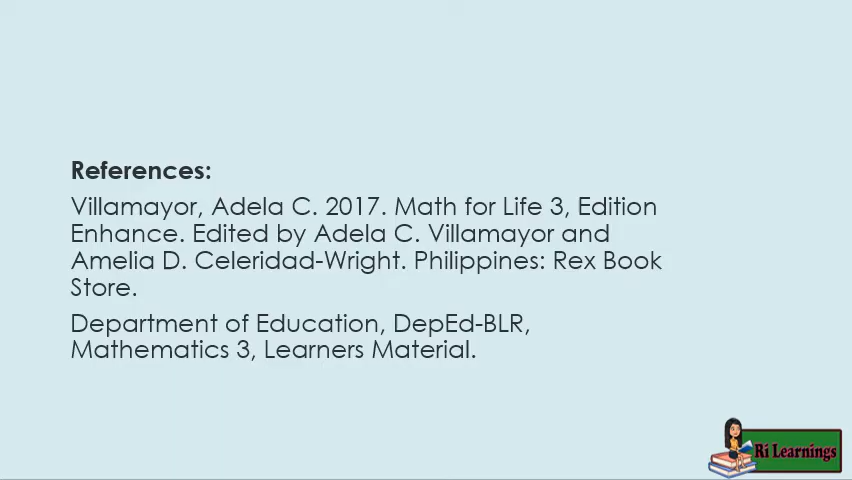 References:
Villamayor, Adela C. 2017. Math for Life 3, Edition
Enhance. Edited by Adela C. Villamayor and
Amelia D. Celeridad-Wright. Philippines: Rex Book
Store.
Department of Education, DepEd-BLR,
Mathematics 3, Learners Material.
Ri Learnings